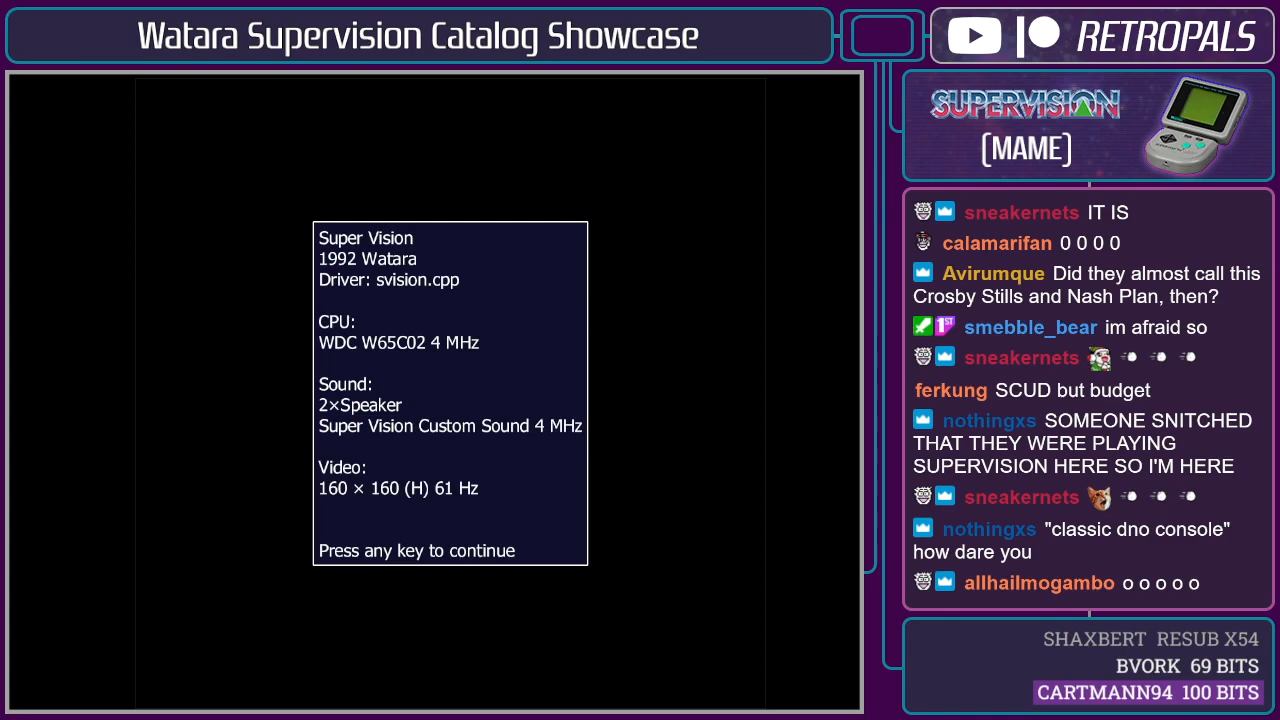 Watara Supervision Catalog Showcase
RETROPALS
SUPERVISION
[MAME]
Super Vision
1992 Watara
Driver: svision.cpp
CPU:
WDC W65C02 4 MHz
Sound:
2×Speaker
Super Vision Custom Sound 4 MHz
Video:
160 × 160 (H) 61 Hz
Press any key to continue
sneakernets IT IS
calamarifan 0 0 0 0
Avirumque Did they almost call this
Crosby Stills and Nash Plan, then?
1ST smebble_bear im afraid so
sneakernets
ferkung SCUD but budget
nothingxs SOMEONE SNITCHED
THAT THEY WERE PLAYING
SUPERVISION HERE SO I'M HERE
sneakernets
nothingxs "classic dno console"
how dare you
allhailmogambo o o o o o
SHAXBERT RESUB X54
BVORK 69 BITS
CARTMANN94 100 BITS